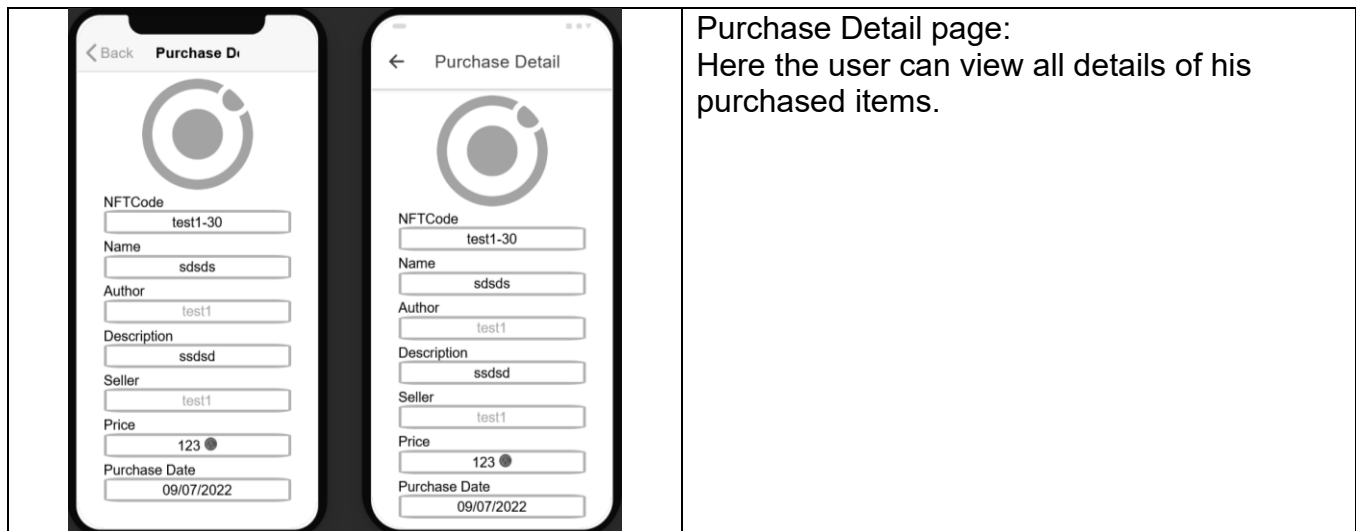 Back
Purchase D
NFTCode
test1-30
Name
sdsds
Author
test1
Description
ssdsd
Seller
test1
Price
123
Purchase Date
09/07/2022
Purchase Detail
NFTCode
test1-30
Name
sdsds
Author
test1
Description
ssdsd
Seller
test1
Price
123
Purchase Date
09/07/2022
Purchase Detail page:
Here the user can view all details of his
purchased items.